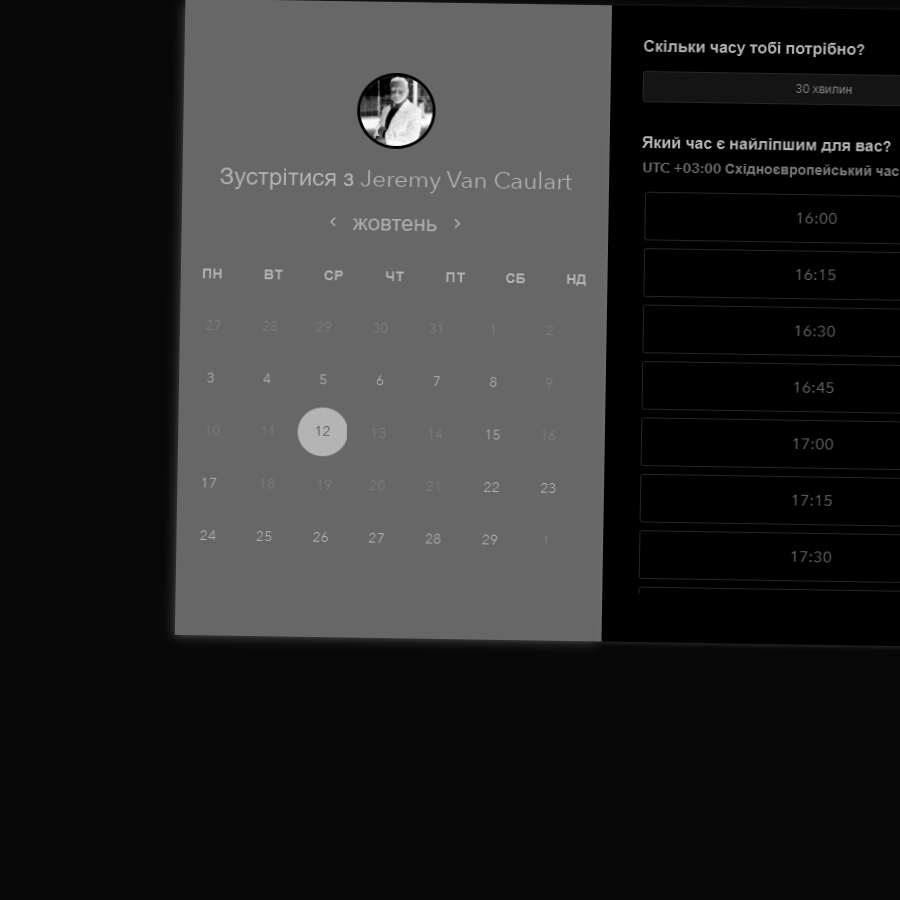 Зустрітися з Jeremy Van Caulart
жовтень
ПН ВТ СР ЧТ ПТ СБ НД
27 28 29 30 31 1 2
3 4 5 6 7 8 9
10 11 12 13 14 15 16
17 18 19 20 21 22 23
24 25 26 27 28 29 1
Скільки часу тобі потрібно?
30 хвилин
Який час є найліпшим для вас?
UTC +03:00 Східноєвропейський час
16:00
16:15
16:30
16:45
17:00
17:15
17:30